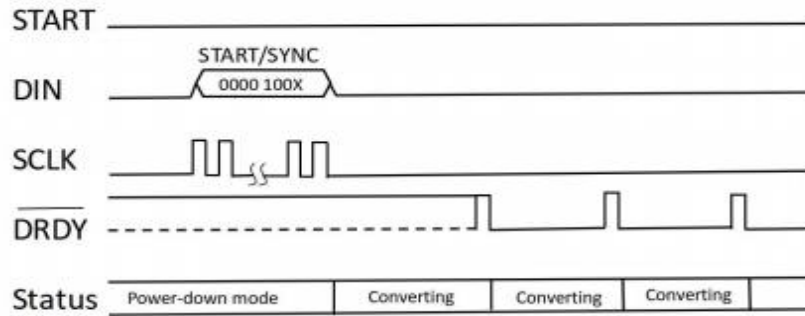 START
START/SYNC
DIN 0000 100X
SCLK
DRDY
Status Power-down mode Converting Converting Converting